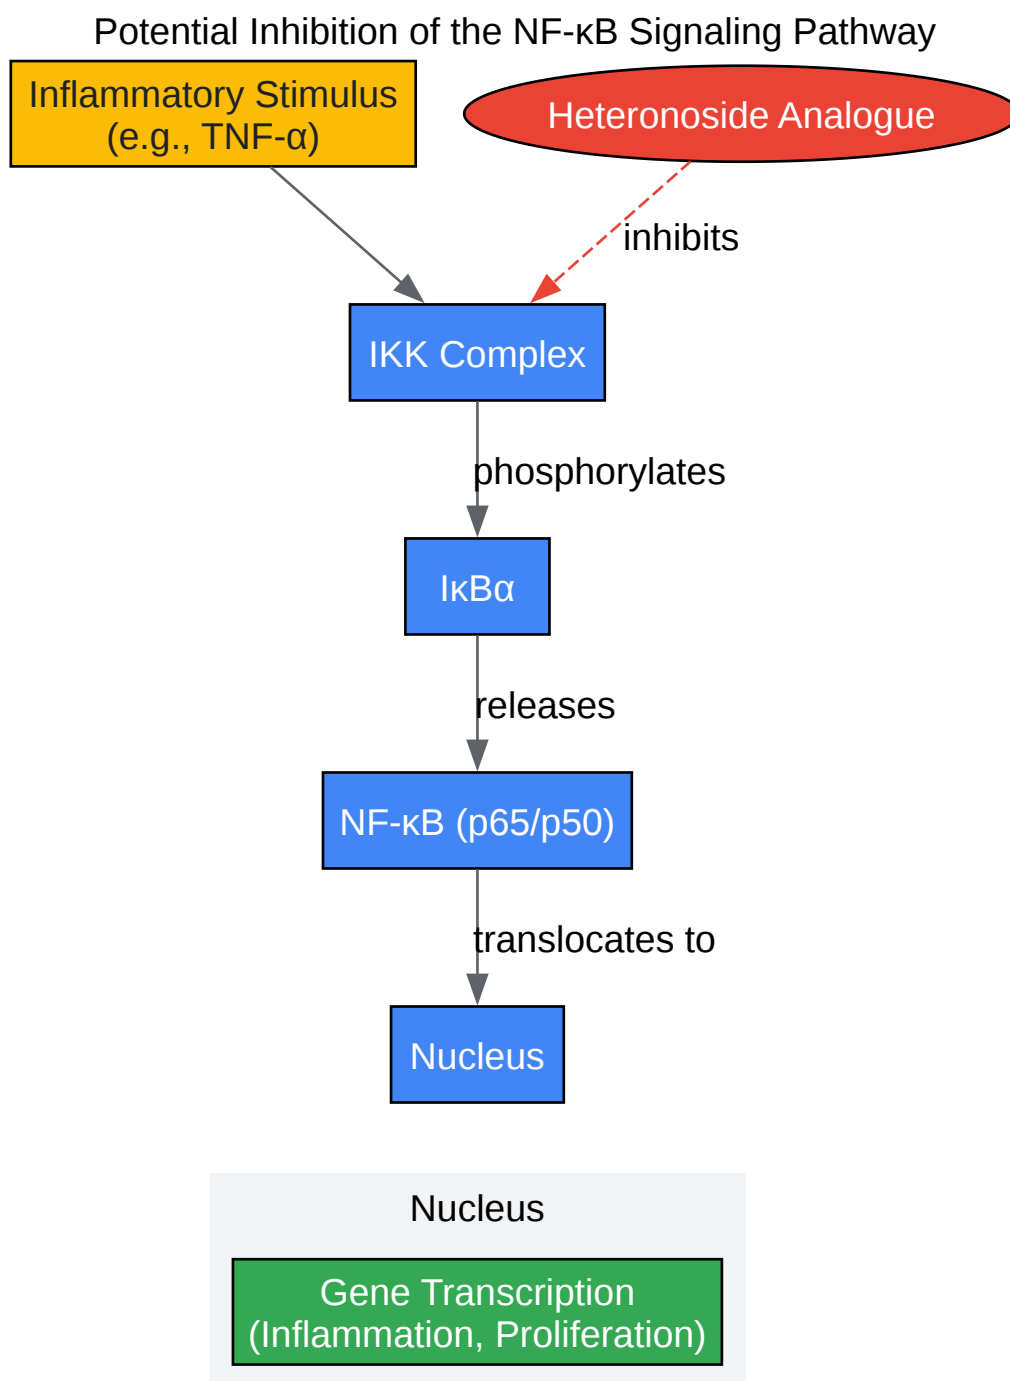 Potential Inhibition of the NF-κB Signaling Pathway
Inflammatory Stimulus
(e.g., TNF-α)
Heteronoside Analogue
inhibits
IKK Complex
phosphorylates
IκBα
releases
NF-κB (p65/p50)
translocates to
Nucleus
Nucleus
Gene Transcription
(Inflammation, Proliferation)